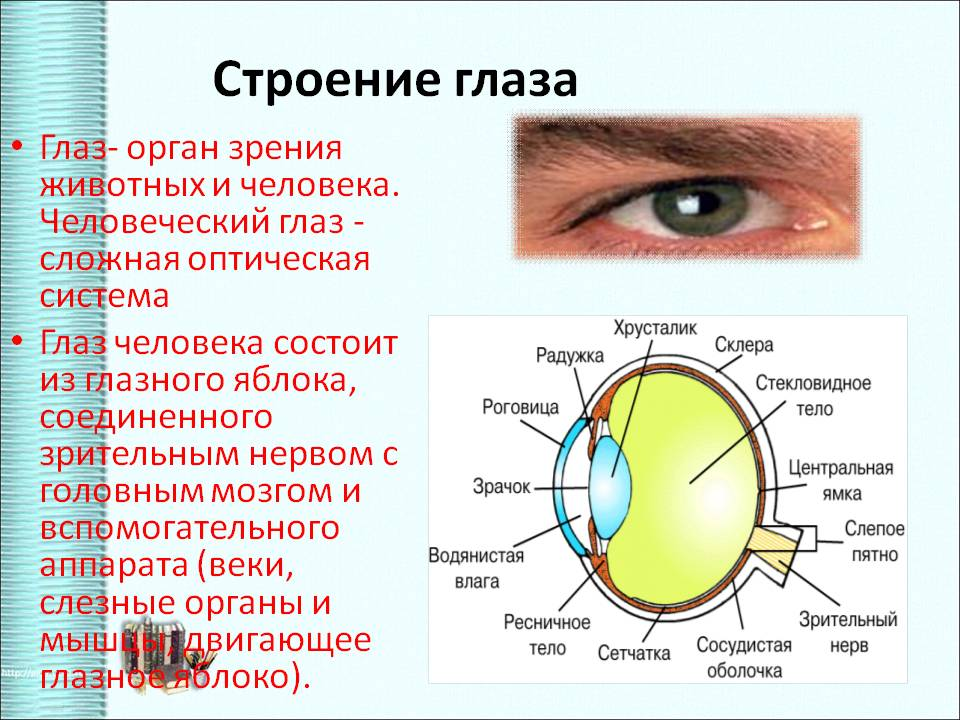 Строение глаза
• Глаз- орган зрения
животных и человека.
Человеческий глаз -
сложная оптическая
система
• Глаз человека состоит
из глазного яблока,
соединенного
зрительным нервом с
головным мозгом и
вспомогательного
аппарата (веки,
слезные органы и
мышцы, двигающее
глазное яблоко).
http://
Хрусталик
Радужка
Склера
Роговица
Стекловидное
тело
Зрачок
Центральная
ямка
Слепое
пятно
Водянистая
влага
Ресничное
тело
Сетчатка
Сосудистая
оболочка
Зрительный
нерв